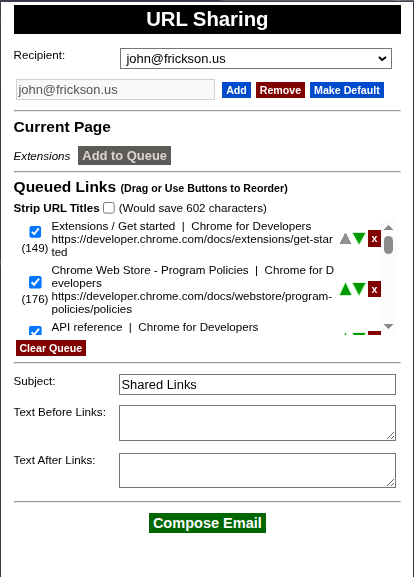 URL Sharing
Recipient: john@frickson.us
john@frickson.us Add Remove Make Default
Current Page
Extensions Add to Queue
Queued Links (Drag or Use Buttons to Reorder)
Strip URL Titles (Would save 602 characters)
Extensions / Get started | Chrome for Developers
https://developer.chrome.com/docs/extensions/get-star
ted
(149) x
Chrome Web Store - Program Policies | Chrome for D
evelopers
https://developer.chrome.com/docs/webstore/program-
policies/policies
(176) x
API reference | Chrome for Developers
Clear Queue
Subject: Shared Links
Text Before Links:
Text After Links:
Compose Email